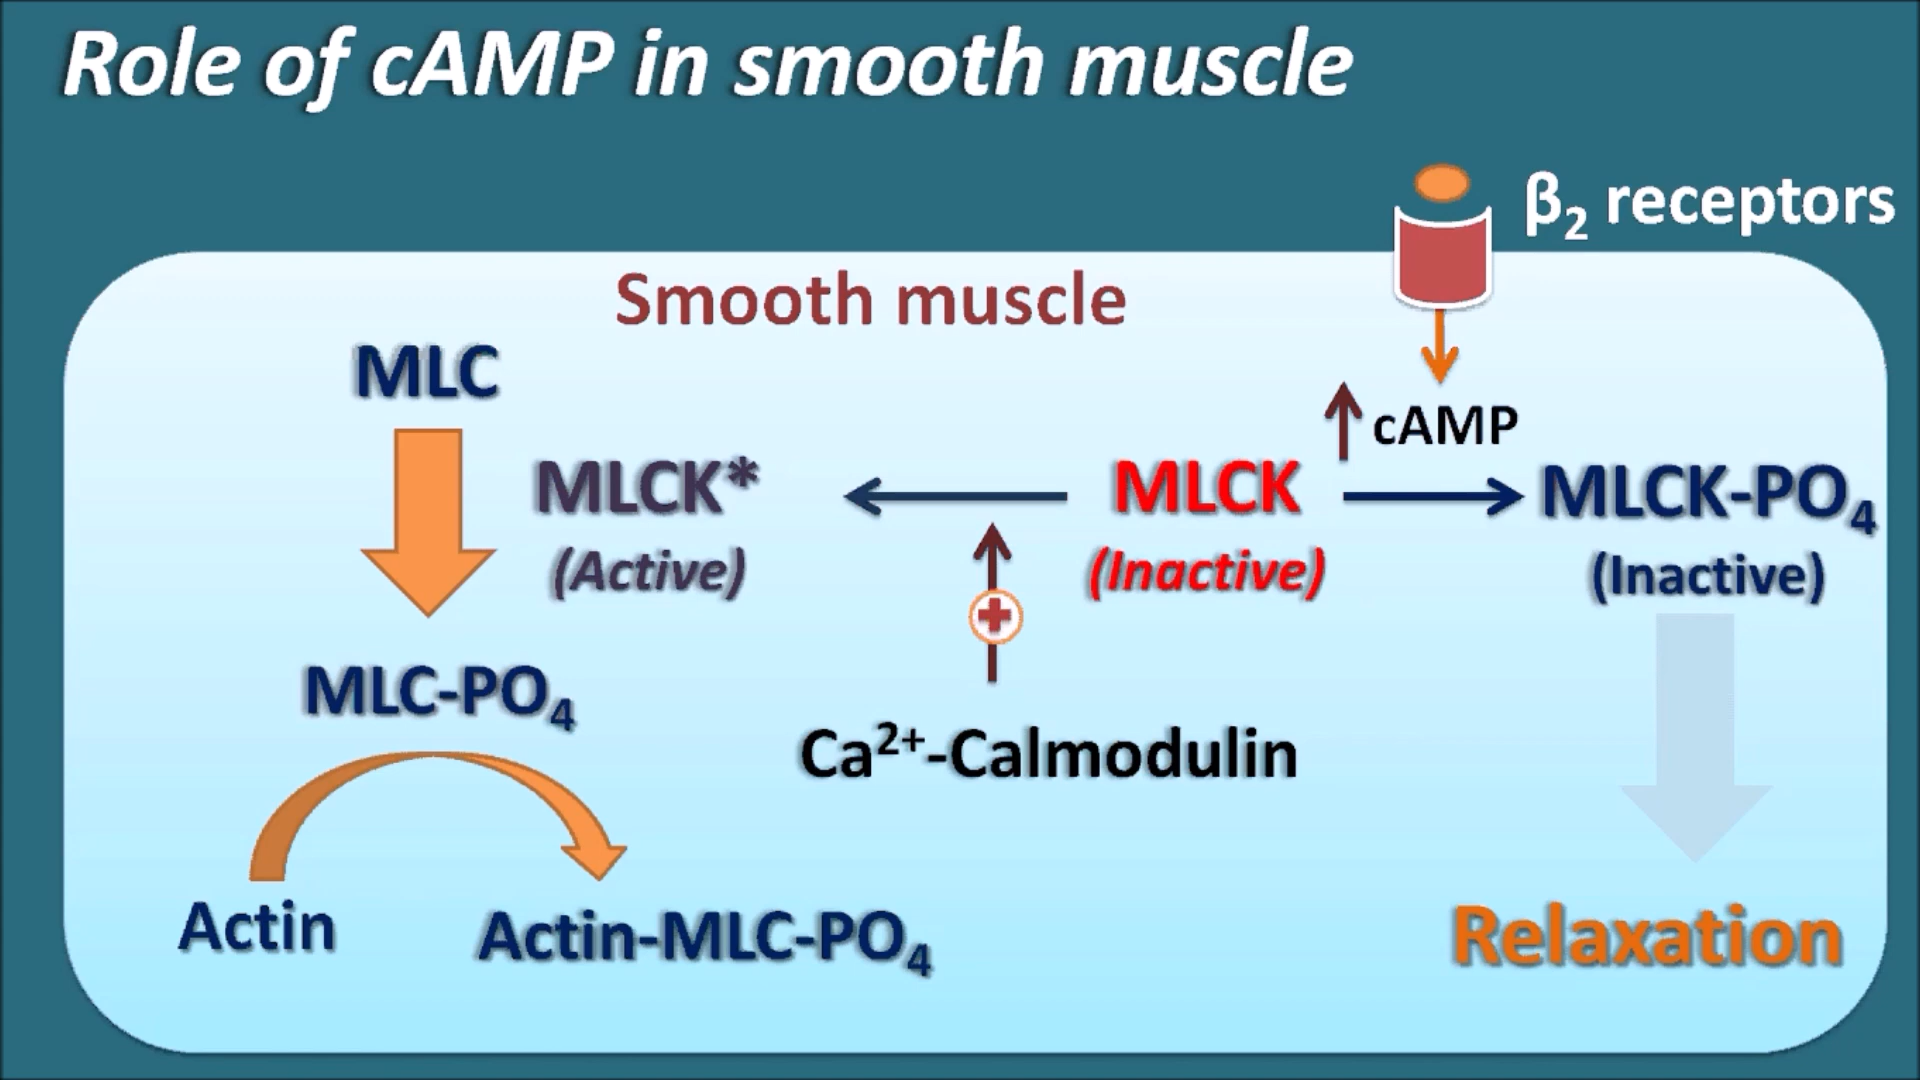 Role of cAMP in smooth muscle
β₂ receptors
Smooth muscle
MLC
cAMP
MLCK*
MLCK
MLCK-PO₄
(Active)
(Inactive)
(Inactive)
MLC-PO₄
Ca²⁺-Calmodulin
Actin
Actin-MLC-PO₄
Relaxation